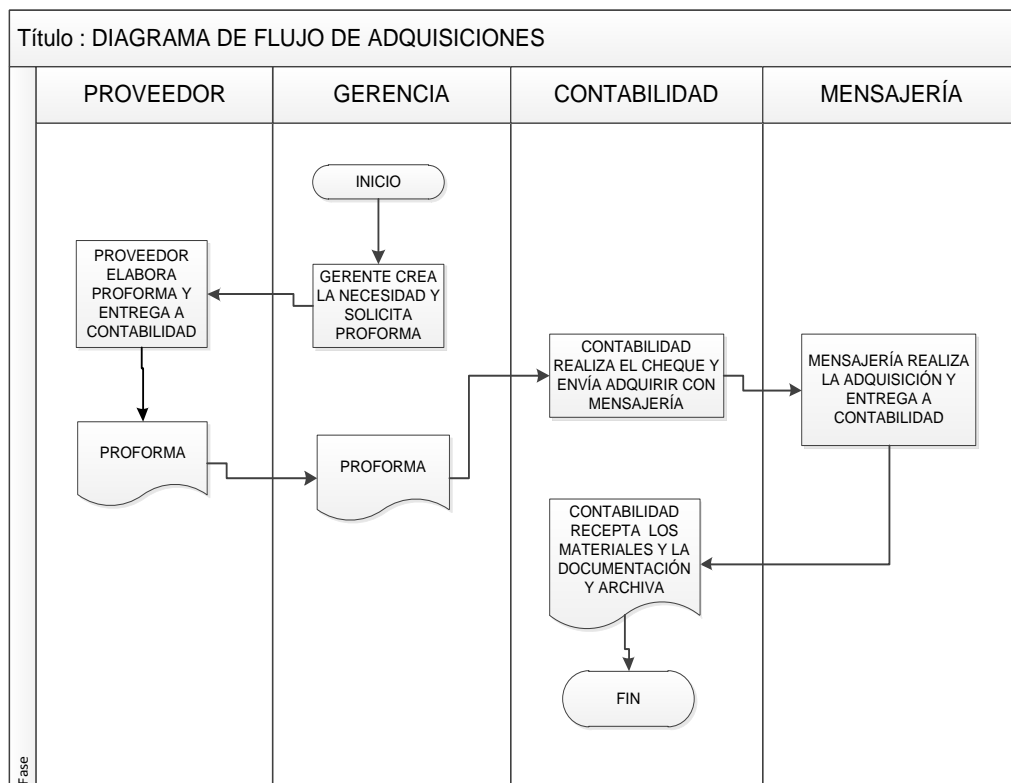 Título : DIAGRAMA DE FLUJO DE ADQUISICIONES
PROVEEDOR
GERENCIA
CONTABILIDAD
MENSAJERÍA
INICIO
PROVEEDOR
ELABORA
PROFORMA Y
ENTREGA A
CONTABILIDAD
GERENTE CREA
LA NECESIDAD Y
SOLICITA
PROFORMA
CONTABILIDAD
REALIZA EL CHEQUE Y
ENVÍA ADQUIRIR CON
MENSAJERÍA
MENSAJERÍA REALIZA
LA ADQUISICIÓN Y
ENTREGA A
CONTABILIDAD
PROFORMA
PROFORMA
CONTABILIDAD
RECEPTA LOS
MATERIALES Y LA
DOCUMENTACIÓN
Y ARCHIVA
FIN
Fase